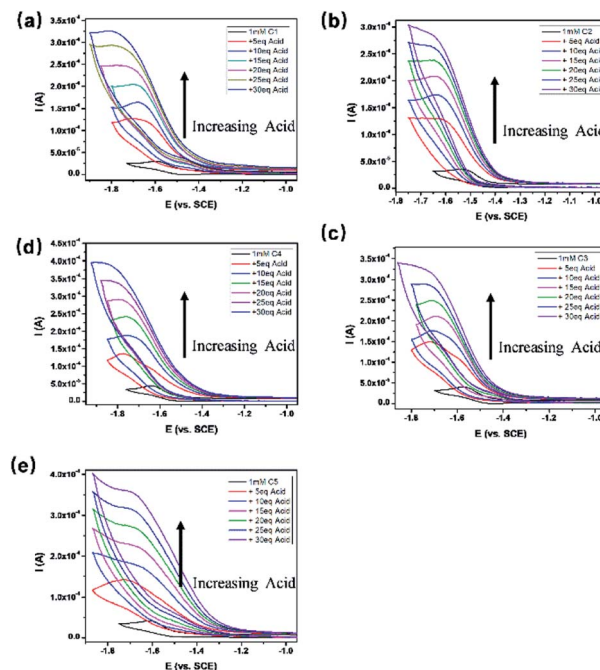 (a)
1mM C1
+5eq Acid
+10eq Acid
+15eq Acid
+20eq Acid
+25eq Acid
+30eq Acid
Increasing Acid
3.5x10⁻⁴
3.0x10⁻⁴
2.5x10⁻⁴
2.0x10⁻⁴
1.5x10⁻⁴
1.0x10⁻⁴
5.0x10⁻⁵
0.0
I (A)
-1.8 -1.6 -1.4 -1.2 -1.0
E (vs. SCE)
(b)
1mM C2
+ 5eq Acid
+ 10eq Acid
+ 15eq Acid
+ 20eq Acid
+ 25eq Acid
+ 30eq Acid
Increasing Acid
3.0x10⁻⁴
2.5x10⁻⁴
2.0x10⁻⁴
1.5x10⁻⁴
1.0x10⁻⁴
5.0x10⁻⁵
0.0
I (A)
-1.8 -1.7 -1.6 -1.5 -1.4 -1.3 -1.2 -1.1 -1.0
E (vs. SCE)
(d)
1mM C4
+5eq Acid
+10eq Acid
+15eq Acid
+20eq Acid
+25eq Acid
+30eq Acid
Increasing Acid
4.5x10⁻⁴
4.0x10⁻⁴
3.5x10⁻⁴
3.0x10⁻⁴
2.5x10⁻⁴
2.0x10⁻⁴
1.5x10⁻⁴
1.0x10⁻⁴
5.0x10⁻⁵
0.0
I (A)
-1.8 -1.6 -1.4 -1.2 -1.0
E (vs. SCE)
(c)
1mM C3
+ 5eq Acid
+ 10eq Acid
+ 15eq Acid
+ 20eq Acid
+ 25eq Acid
+ 30eq Acid
Increasing Acid
3.5x10⁻⁴
3.0x10⁻⁴
2.5x10⁻⁴
2.0x10⁻⁴
1.5x10⁻⁴
1.0x10⁻⁴
5.0x10⁻⁵
0.0
I (A)
-1.8 -1.6 -1.4 -1.2 -1.0
E (vs. SCE)
(e)
1mM C5
+ 5eq Acid
+ 10eq Acid
+ 15eq Acid
+ 20eq Acid
+ 25eq Acid
+ 30eq Acid
Increasing Acid
4.0x10⁻⁴
3.0x10⁻⁴
2.0x10⁻⁴
1.0x10⁻⁴
0.0
I (A)
-1.8 -1.6 -1.4 -1.2 -1.0
E (vs. SCE)